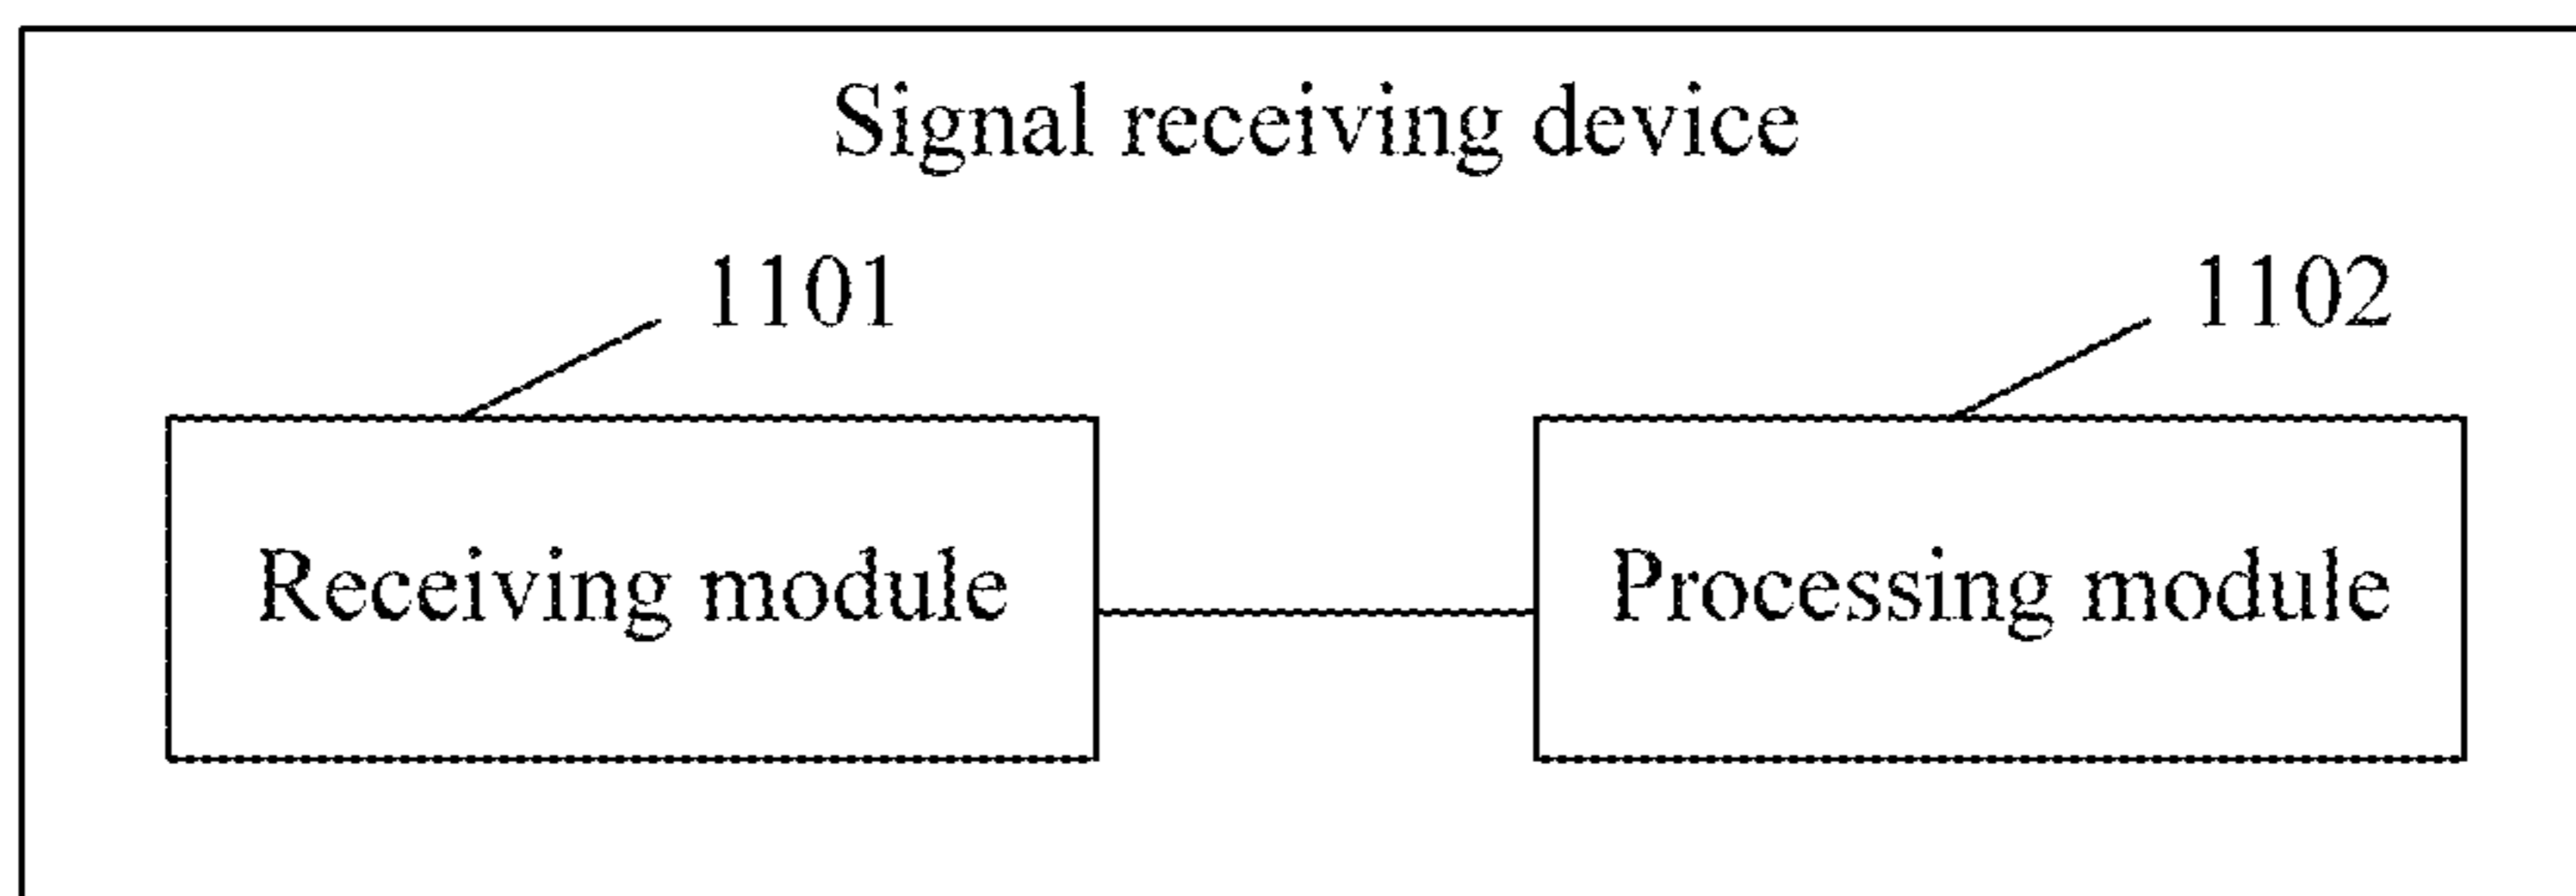 Signal receiving device
1101 1102
Receiving module Processing module